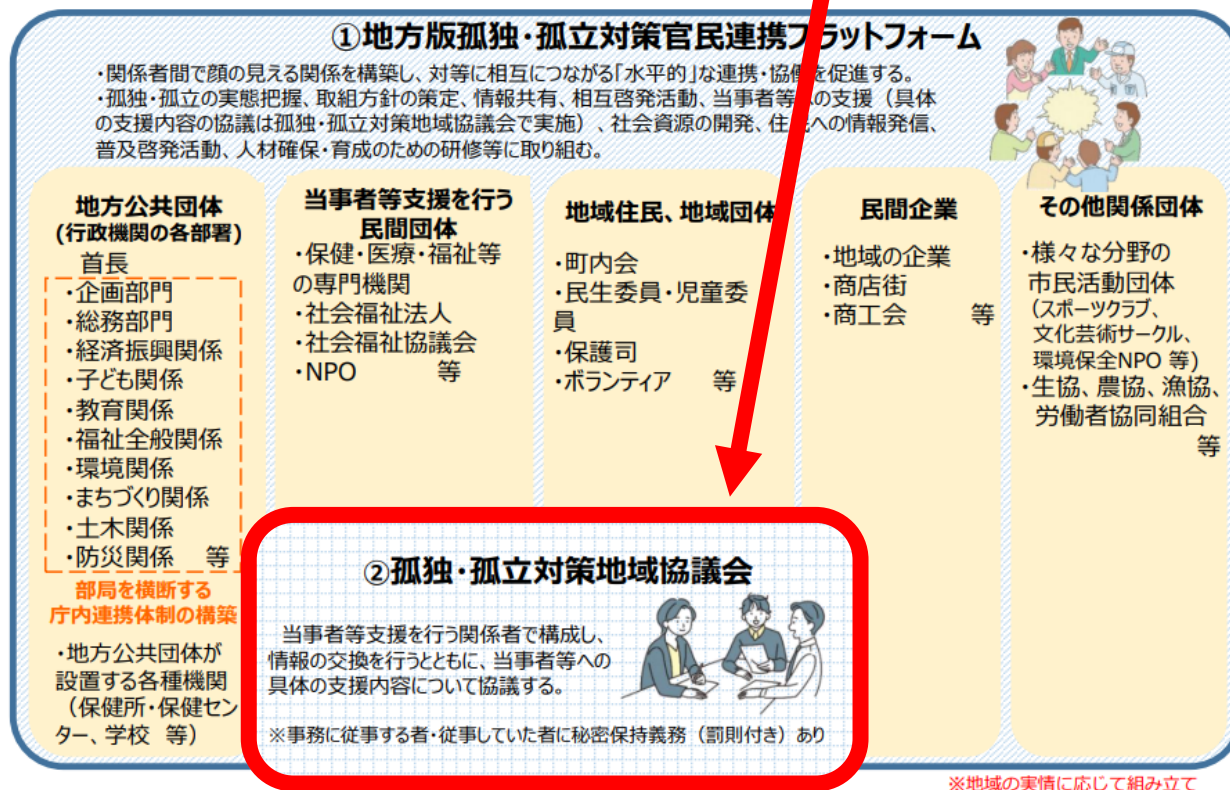 ①地方版孤独・孤立対策官民連携プラットフォーム
・関係者間で顔の見える関係を構築し、対等に相互につながる「水平的」な連携・協働を促進する。
・孤独・孤立の実態把握、取組方針の策定、情報共有、相互啓発活動、当事者等への支援（具体
の支援内容の協議は孤独・孤立対策地域協議会で実施）、社会資源の開発、住民への情報発信、
普及啓発活動、人材確保・育成のための研修等に取り組む。
地方公共団体
(行政機関の各部署)
首長
・企画部門
・総務部門
・経済振興関係
・子ども関係
・教育関係
・福祉全般関係
・環境関係
・まちづくり関係
・土木関係
・防災関係　等
部局を横断する
庁内連携体制の構築
・地方公共団体が
設置する各種機関
（保健所・保健セン
ター、学校　等）
当事者等支援を行う
民間団体
・保健・医療・福祉等
の専門機関
・社会福祉法人
・社会福祉協議会
・NPO　等
地域住民、地域団体
・町内会
・民生委員・児童委
員
・保護司
・ボランティア　等
民間企業
・地域の企業
・商店街
・商工会　等
その他関係団体
・様々な分野の
市民活動団体
(スポーツクラブ、
文化芸術サークル、
環境保全NPO 等)
・生協、農協、漁協、
労働者協同組合
等
②孤独・孤立対策地域協議会
当事者等支援を行う関係者で構成し、
情報の交換を行うとともに、当事者等への
具体の支援内容について協議する。
※事務に従事する者・従事していた者に秘密保持義務（罰則付き）あり
※地域の実情に応じて組み立て